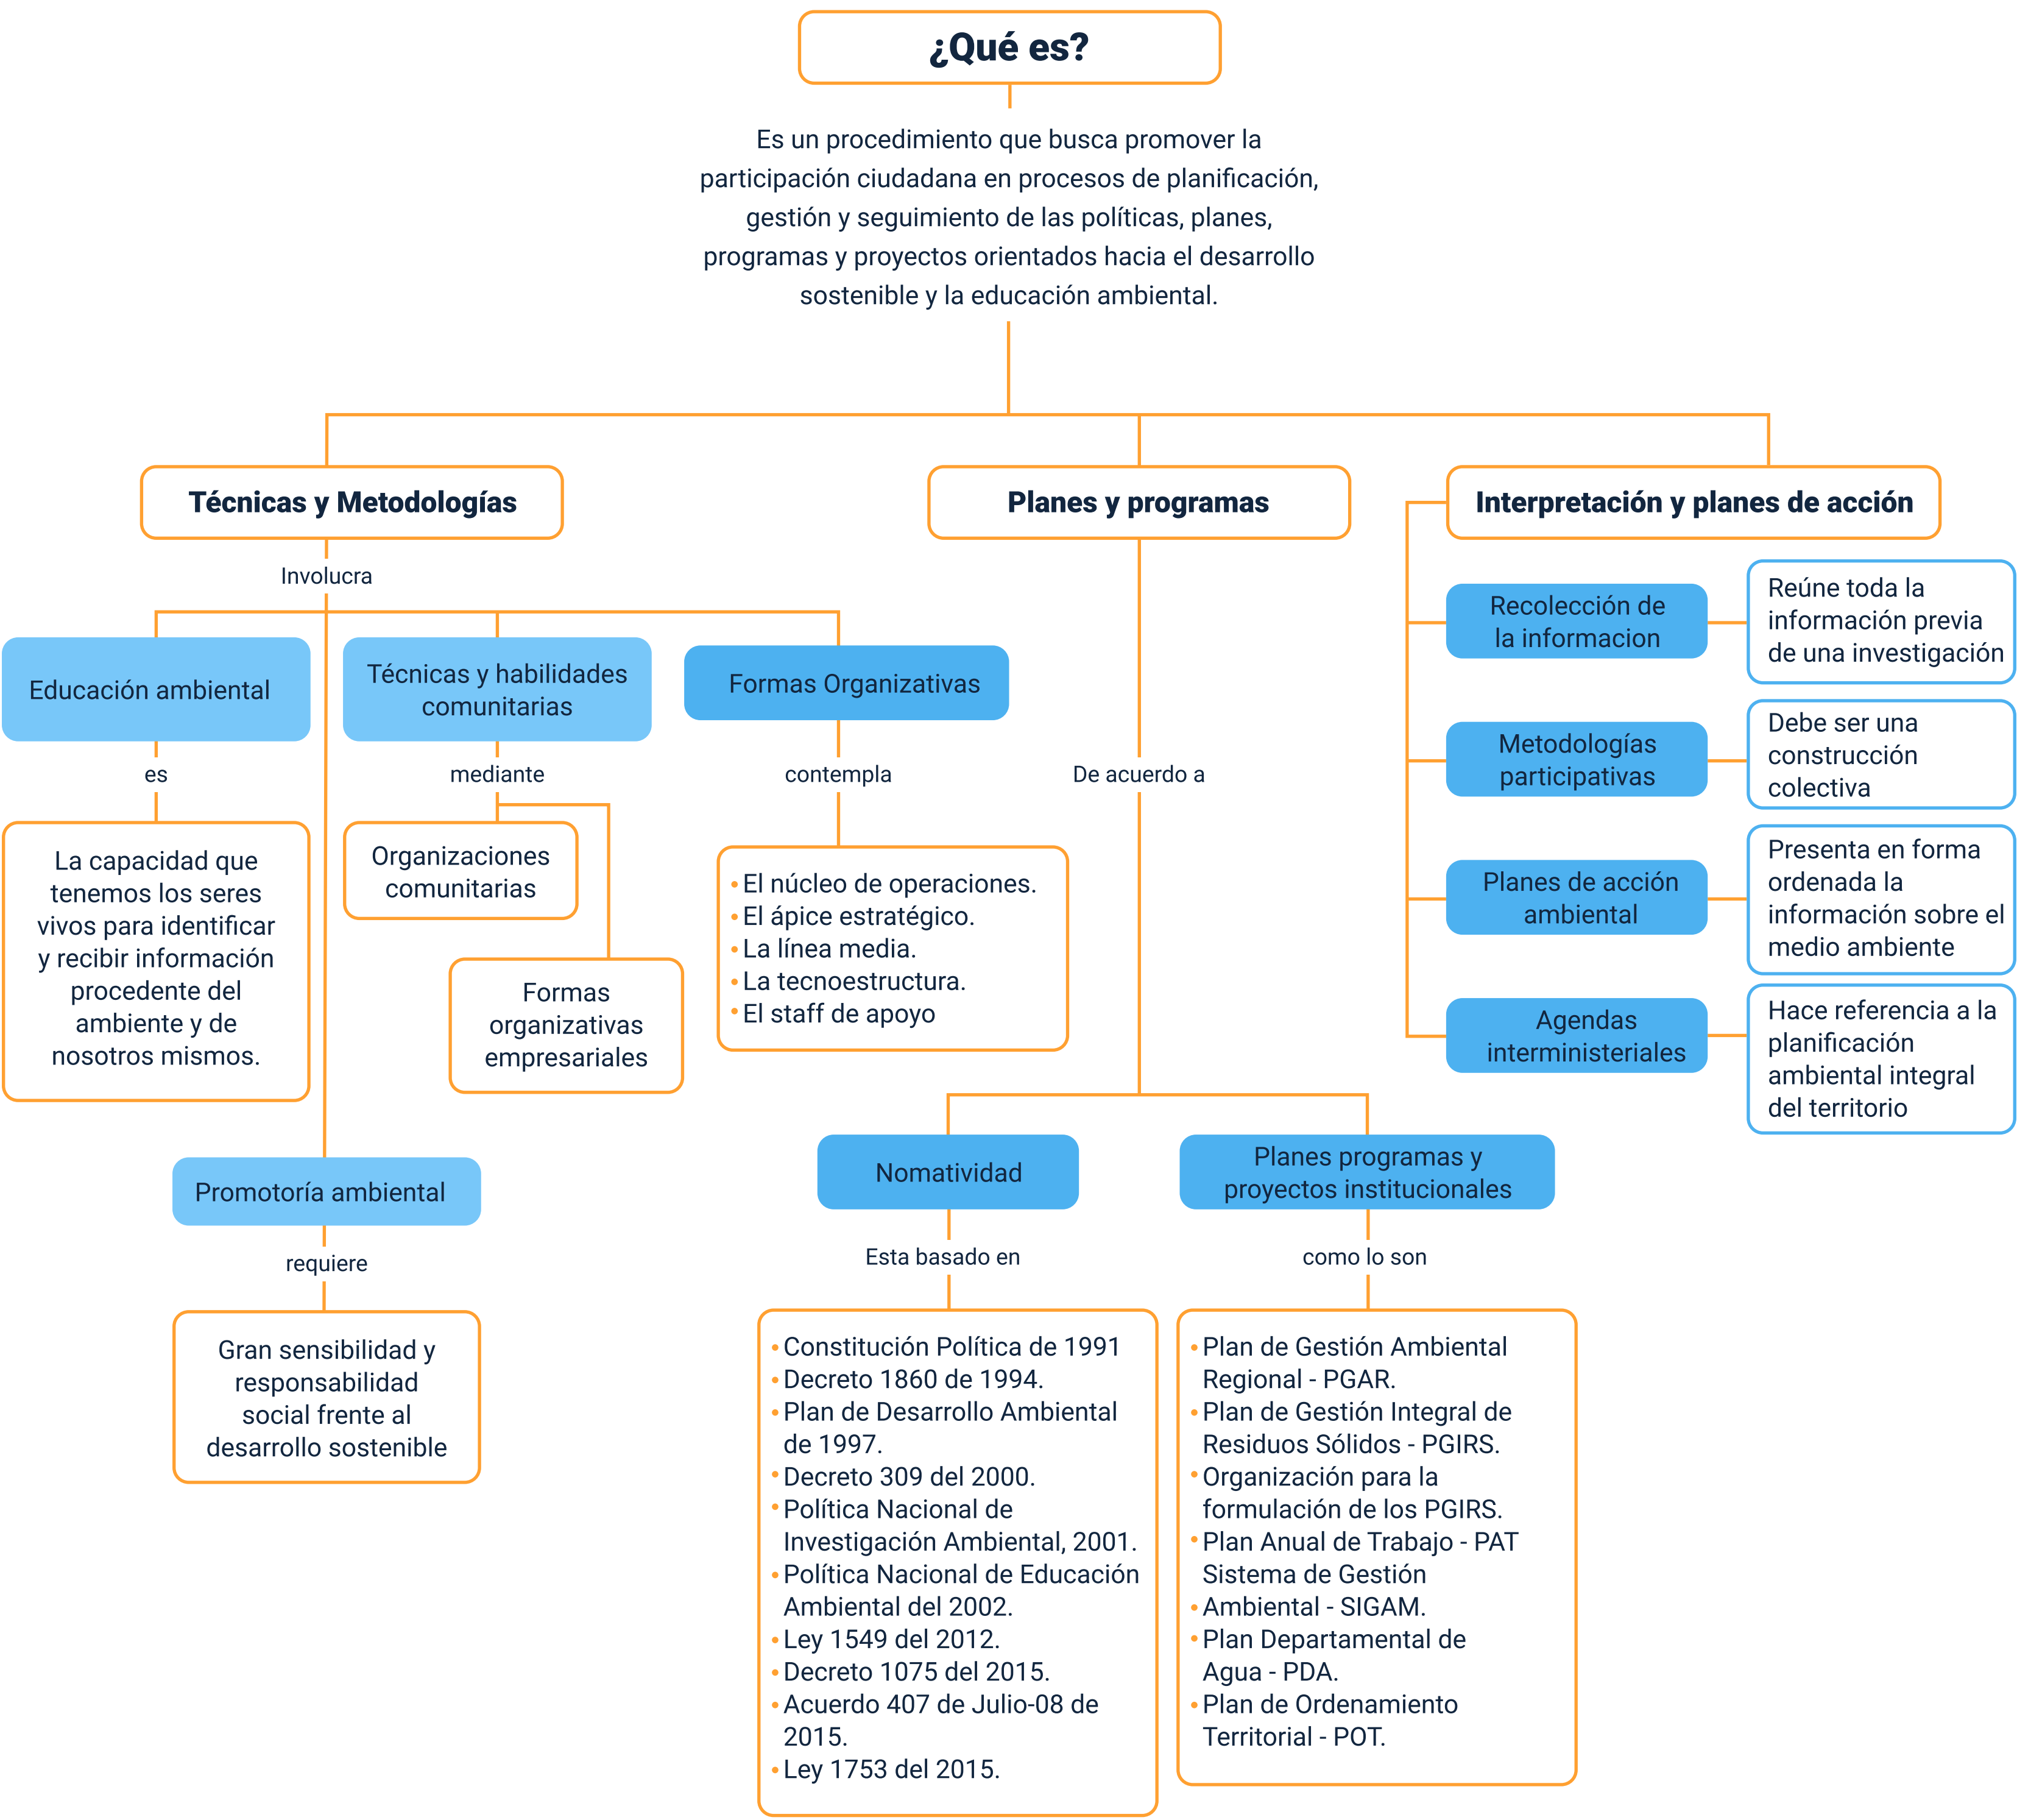 ¿Qué es?
Es un procedimiento que busca promover la
participación ciudadana en procesos de planificación,
gestión y seguimiento de las políticas, planes,
programas y proyectos orientados hacia el desarrollo
sostenible y la educación ambiental.
Técnicas y Metodologías
Involucra
Educación ambiental
es
La capacidad que
tenemos los seres
vivos para identificar
y recibir información
procedente del
ambiente y de
nosotros mismos.
Promotoría ambiental
requiere
Gran sensibilidad y
responsabilidad
social frente al
desarrollo sostenible
Técnicas y habilidades
comunitarias
mediante
Organizaciones
comunitarias
Formas
organizativas
empresariales
Formas Organizativas
contempla
• El núcleo de operaciones.
• El ápice estratégico.
• La línea media.
• La tecnoestructura.
• El staff de apoyo
Planes y programas
De acuerdo a
Nomatividad
Esta basado en
• Constitución Política de 1991
• Decreto 1860 de 1994.
• Plan de Desarrollo Ambiental
de 1997.
• Decreto 309 del 2000.
• Política Nacional de
Investigación Ambiental, 2001.
• Política Nacional de Educación
Ambiental del 2002.
• Ley 1549 del 2012.
• Decreto 1075 del 2015.
• Acuerdo 407 de Julio-08 de
2015.
• Ley 1753 del 2015.
Planes programas y
proyectos institucionales
como lo son
• Plan de Gestión Ambiental
Regional - PGAR.
• Plan de Gestión Integral de
Residuos Sólidos - PGIRS.
• Organización para la
formulación de los PGIRS.
• Plan Anual de Trabajo - PAT
Sistema de Gestión
• Ambiental - SIGAM.
• Plan Departamental de
Agua - PDA.
• Plan de Ordenamiento
Territorial - POT.
Interpretación y planes de acción
Recolección de
la informacion
Reúne toda la
información previa
de una investigación
Metodologías
participativas
Debe ser una
construcción
colectiva
Planes de acción
ambiental
Presenta en forma
ordenada la
información sobre el
medio ambiente
Agendas
interministeriales
Hace referencia a la
planificación
ambiental integral
del territorio